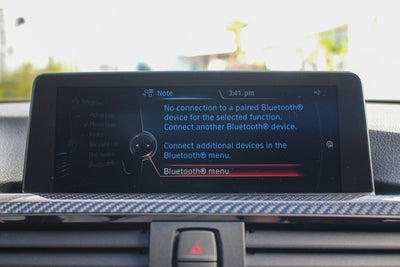 Note
3:41 pm
No connection to a paired Bluetooth®
device for the selected function.
Connect another Bluetooth® device.
Connect additional devices in the
Bluetooth® menu.
Bluetooth® menu